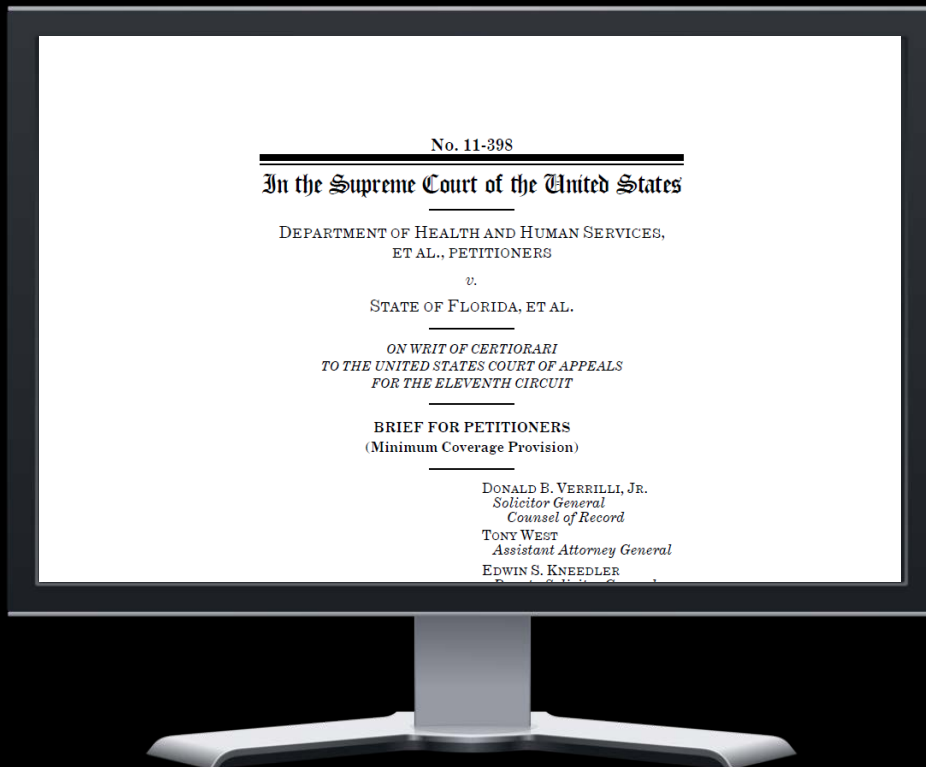 No. 11-398
In the Supreme Court of the United States
DEPARTMENT OF HEALTH AND HUMAN SERVICES,
ET AL., PETITIONERS
v.
STATE OF FLORIDA, ET AL.
ON WRIT OF CERTIORARI
TO THE UNITED STATES COURT OF APPEALS
FOR THE ELEVENTH CIRCUIT
BRIEF FOR PETITIONERS
(Minimum Coverage Provision)
DONALD B. VERRILLI, JR.
Solicitor General
Counsel of Record
TONY WEST
Assistant Attorney General
EDWIN S. KNEEDLER